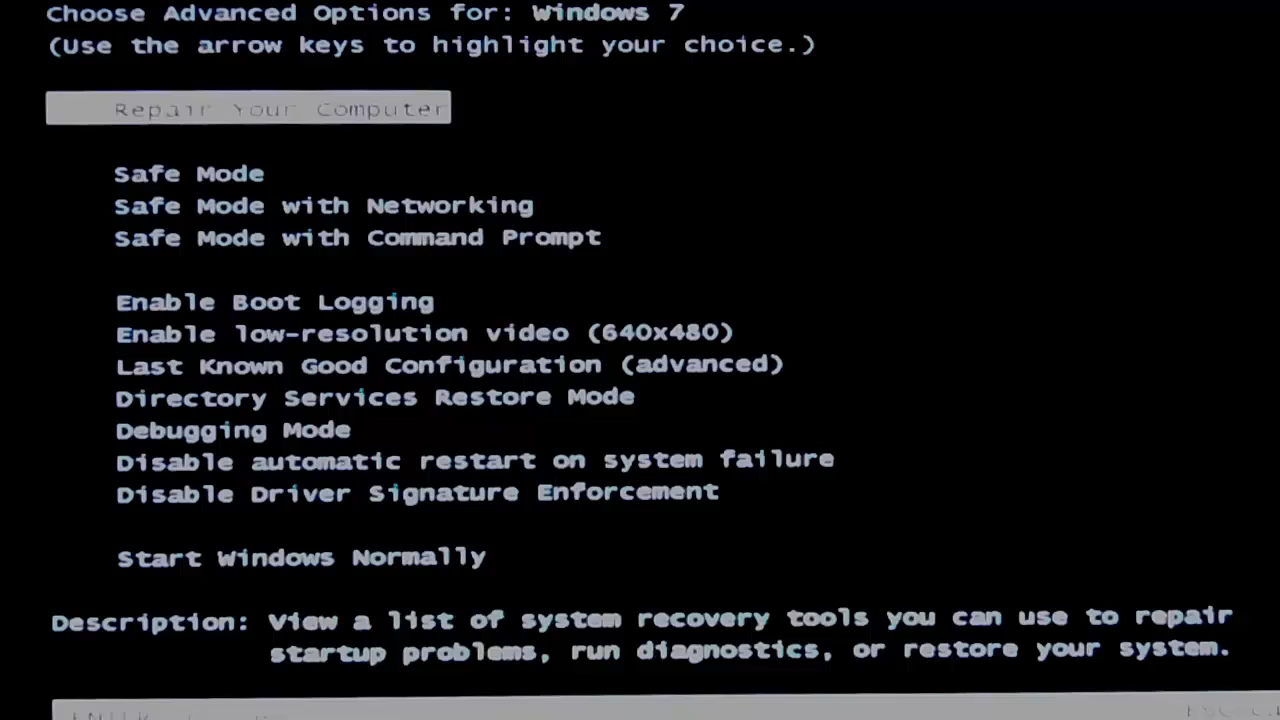 Choose Advanced Options for: Windows 7
(Use the arrow keys to highlight your choice.)
Repair Your Computer
Safe Mode
Safe Mode with Networking
Safe Mode with Command Prompt
Enable Boot Logging
Enable low-resolution video (640x480)
Last Known Good Configuration (advanced)
Directory Services Restore Mode
Debugging Mode
Disable automatic restart on system failure
Disable Driver Signature Enforcement
Start Windows Normally
Description: View a list of system recovery tools you can use to repair
startup problems, run diagnostics, or restore your system.